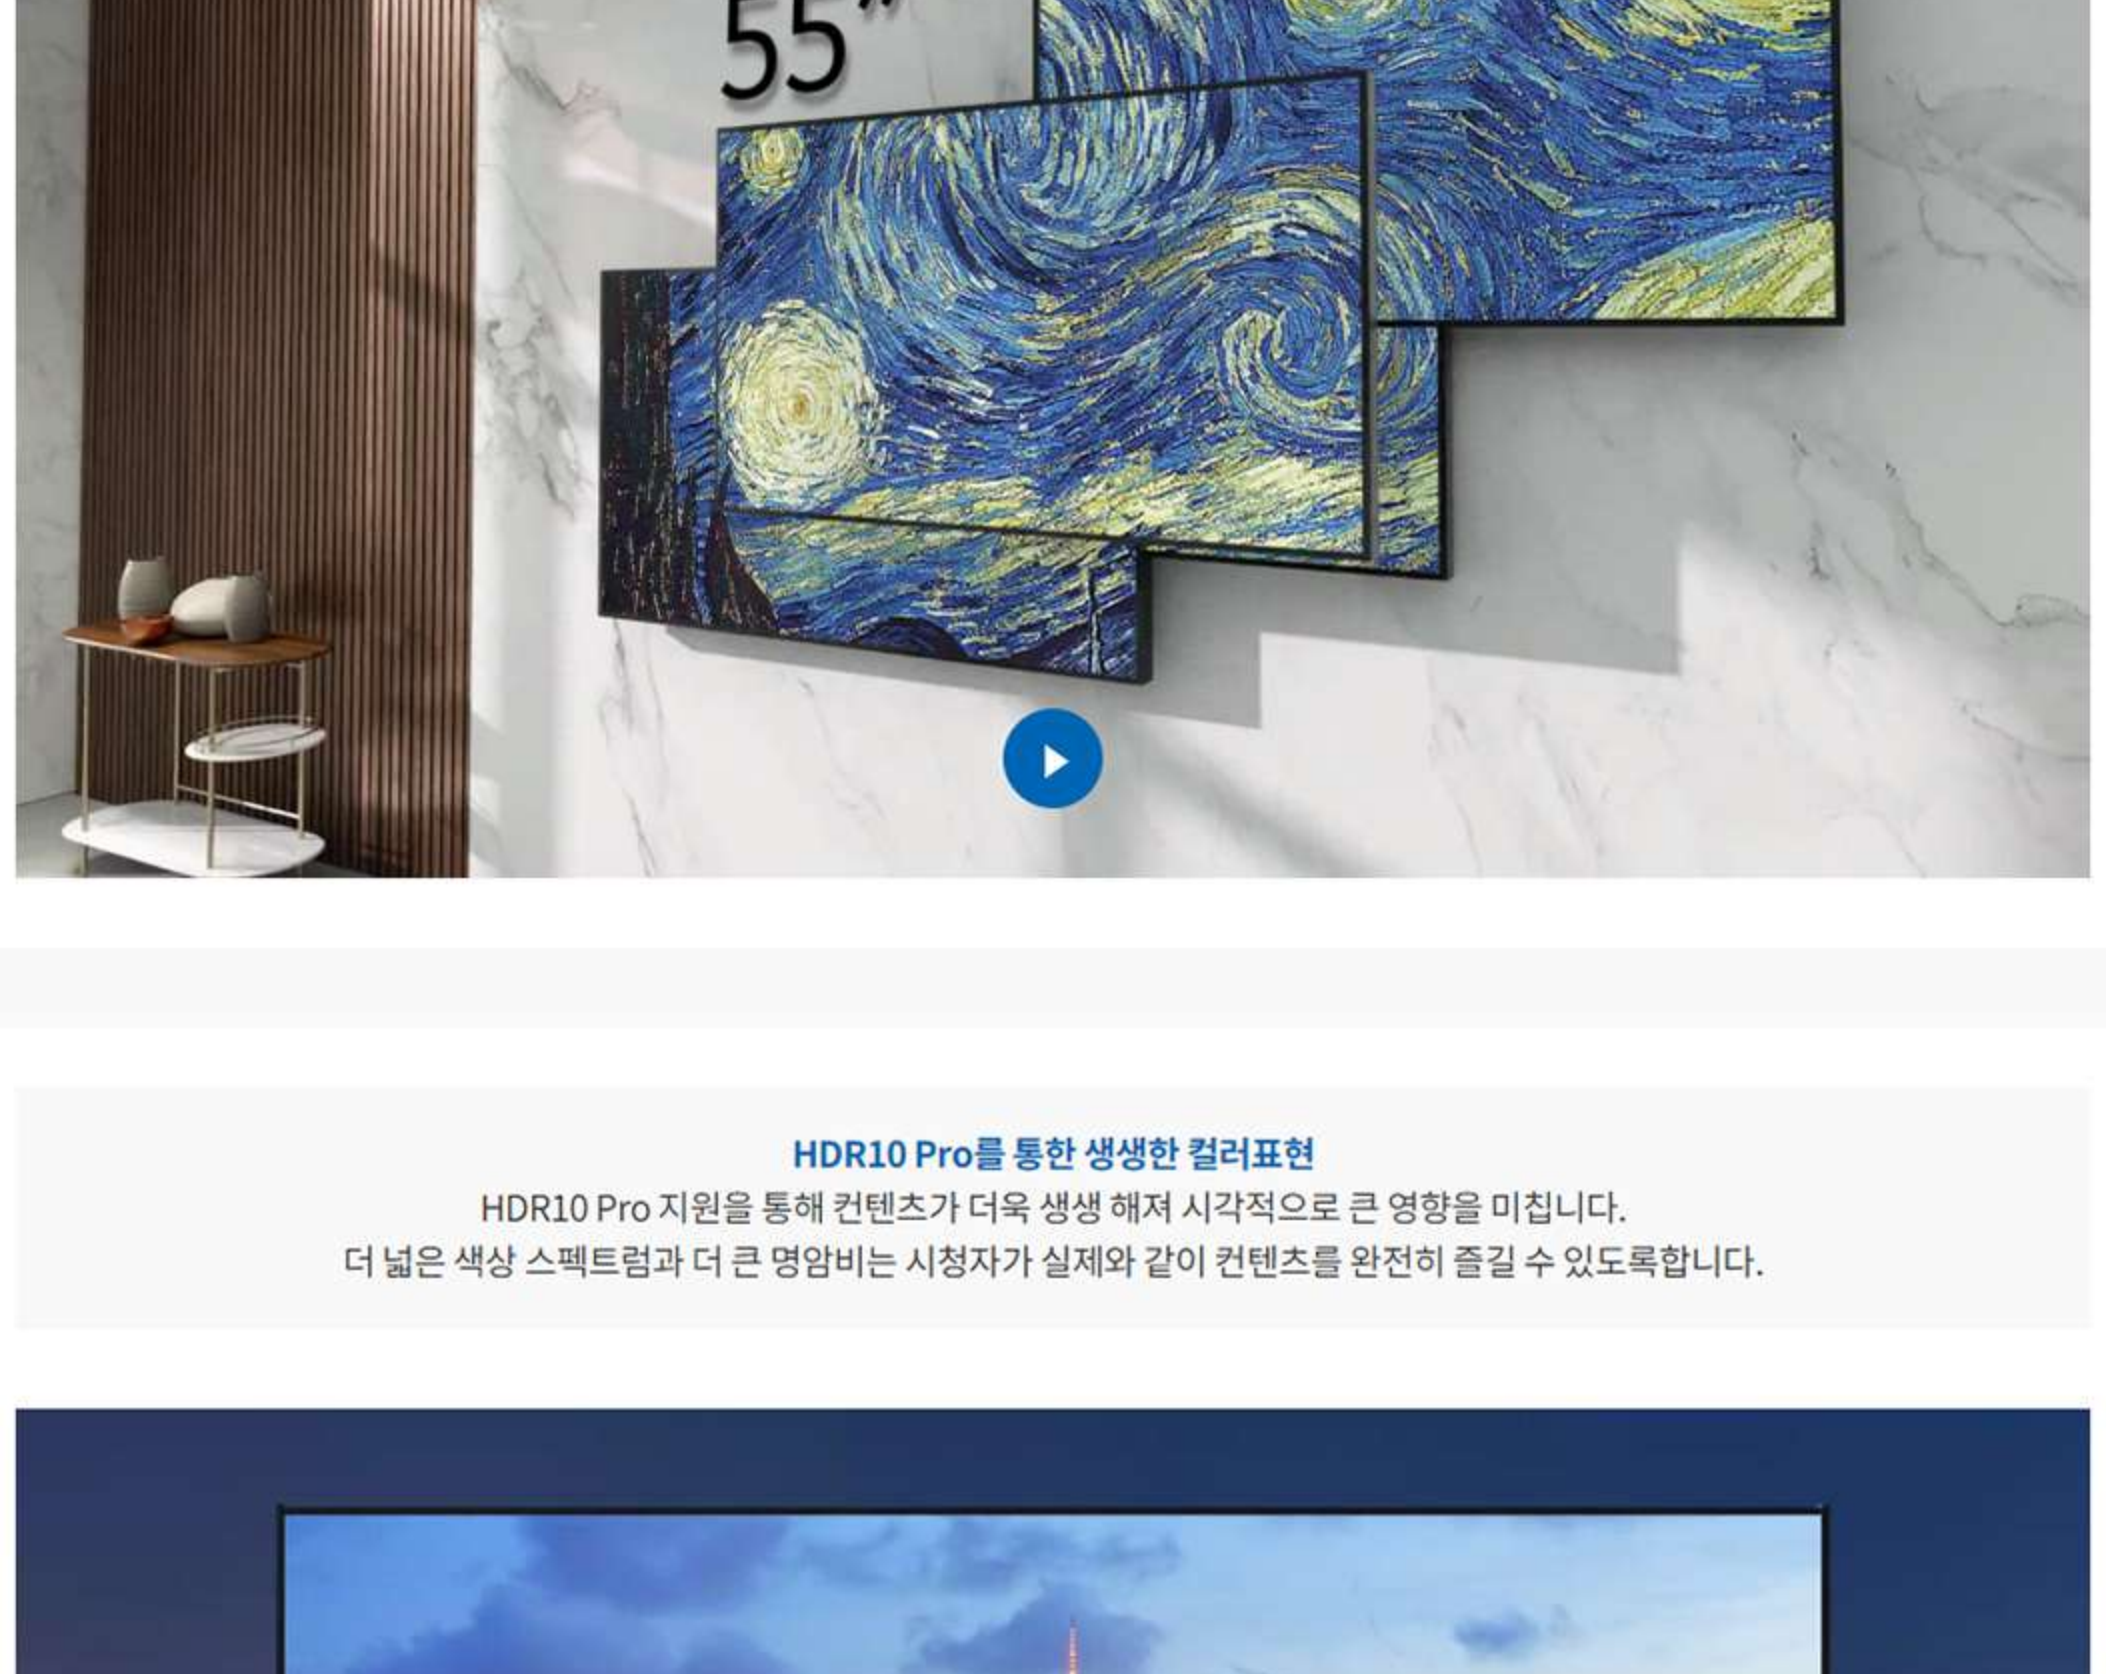 55”
HDR10 Pro를 통한 생생한 컬러표현
HDR10 Pro 지원을 통해 컨텐츠가 더욱 생생 해져 시각적으로 큰 영향을 미칩니다.
더 넓은 색상 스펙트럼과 더 큰 명암비는 시청자가 실제와 같이 컨텐츠를 완전히 즐길 수 있도록합니다.